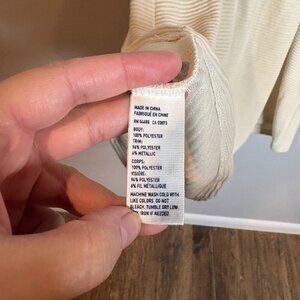 MADE IN CHINA
FABRIQUÉ EN CHINE
BODY:
100% POLYESTER
TRIM:
94% POLYESTER
6% METALLIC
CORPS:
100% POLYESTER
94% POLYESTER
6% FIL METALLIQUE
MACHINE WASH COLD WITH
LIKE COLORS. DO NOT
BLEACH. TUMBLE DRY LOW.
IRON IF NEEDED.